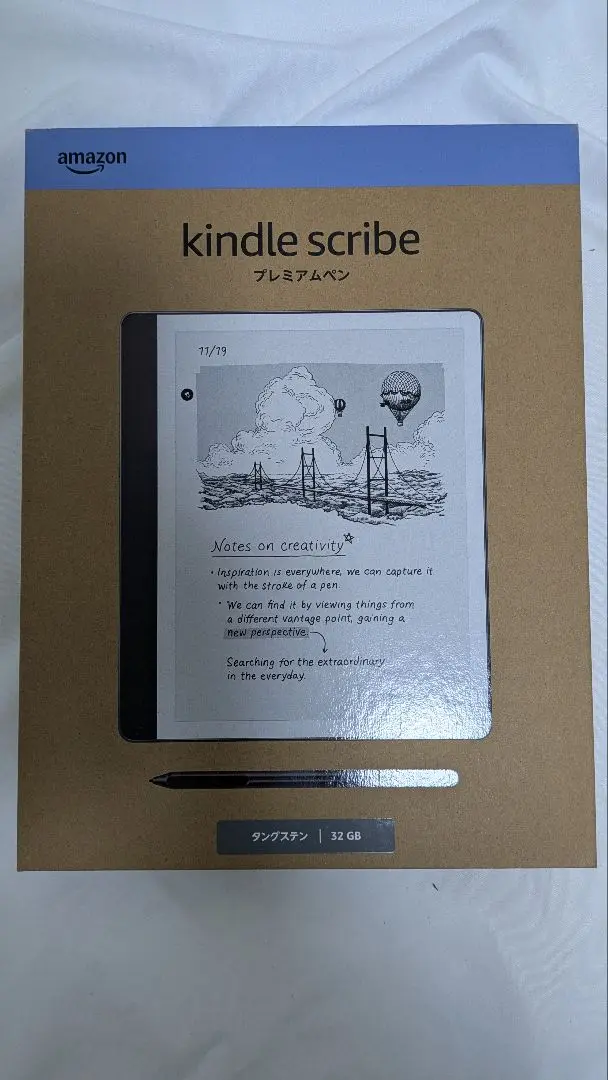 amazon
kindle scribe
プレミアムペン
11/19
Notes on creativity
• Inspiration is everywhere, we can capture it
with the stroke of a pen.
• We can find it by viewing things from
a different vantage point, gaining a
new perspective.
Searching for the extraordinary
in the everyday.
タングステン | 32 GB